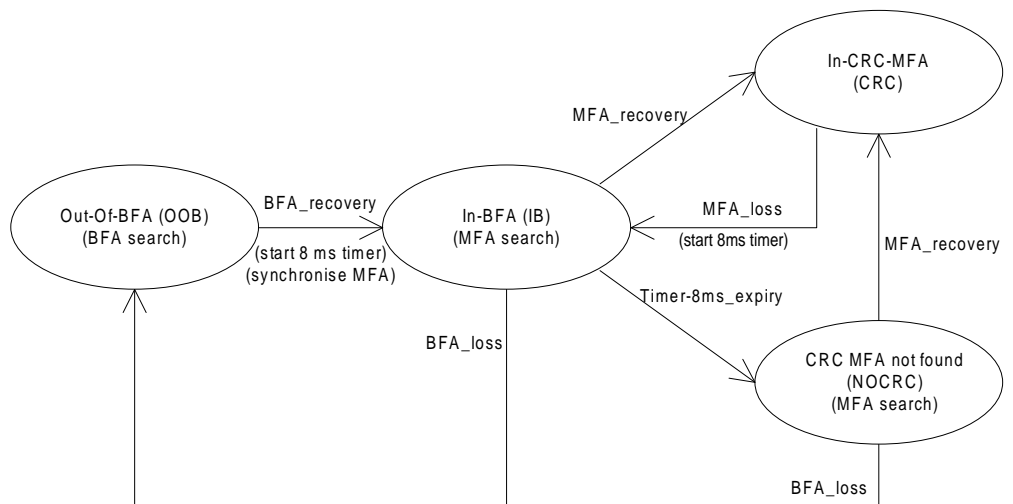 In-CRC-MFA
(CRC)
MFA_recovery
Out-Of-BFA (OOB)
(BFA search)
BFA_recovery
(start 8 ms timer)
(synchronise MFA)
In-BFA (IB)
(MFA search)
MFA_loss
(start 8ms timer)
MFA_recovery
Timer-8ms_expiry
BFA_loss
CRC MFA not found
(NOCRC)
(MFA search)
BFA_loss